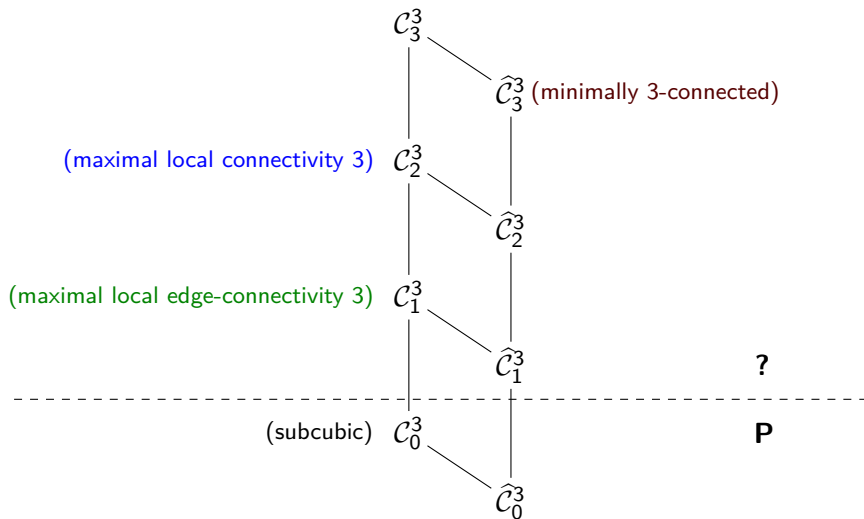 C_3^3
Ĉ_3^3 (minimally 3-connected)
(maximal local connectivity 3) C_2^3
Ĉ_2^3
(maximal local edge-connectivity 3) C_1^3
Ĉ_1^3 ?
(subcubic) C_0^3 P
Ĉ_0^3